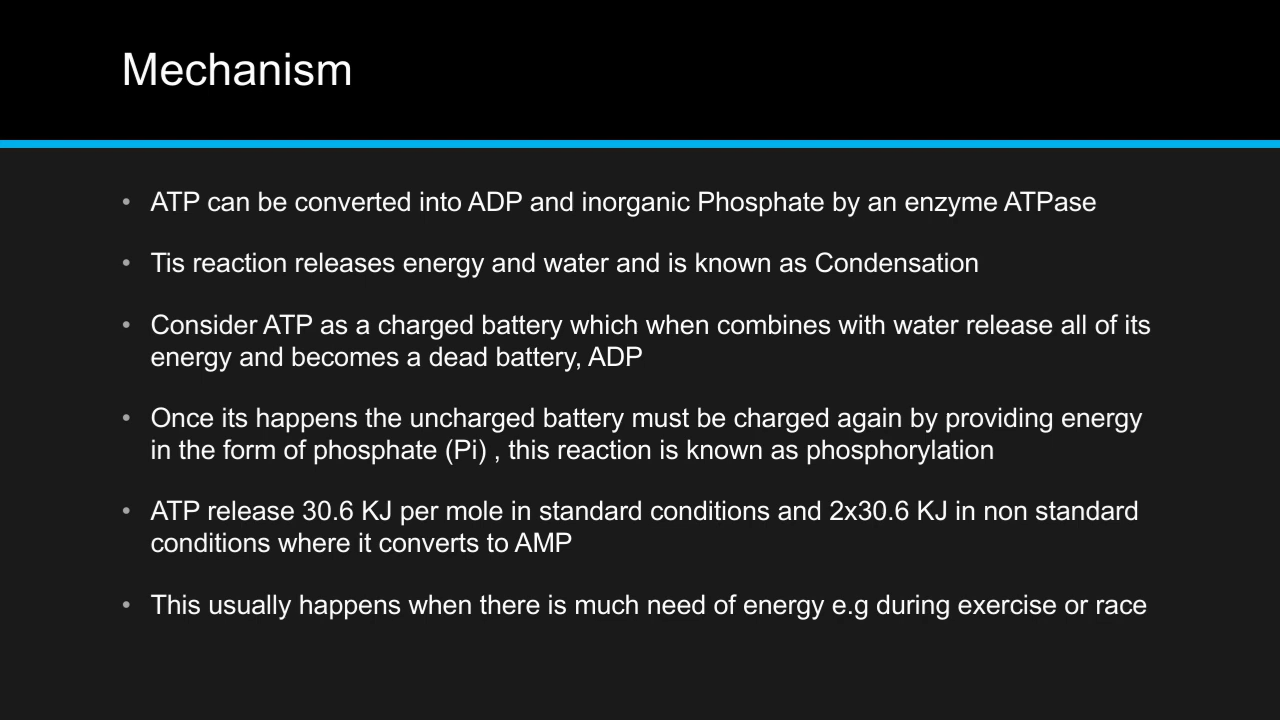 Mechanism
• ATP can be converted into ADP and inorganic Phosphate by an enzyme ATPase
• Tis reaction releases energy and water and is known as Condensation
• Consider ATP as a charged battery which when combines with water release all of its
energy and becomes a dead battery, ADP
• Once its happens the uncharged battery must be charged again by providing energy
in the form of phosphate (Pi) , this reaction is known as phosphorylation
• ATP release 30.6 KJ per mole in standard conditions and 2x30.6 KJ in non standard
conditions where it converts to AMP
• This usually happens when there is much need of energy e.g during exercise or race